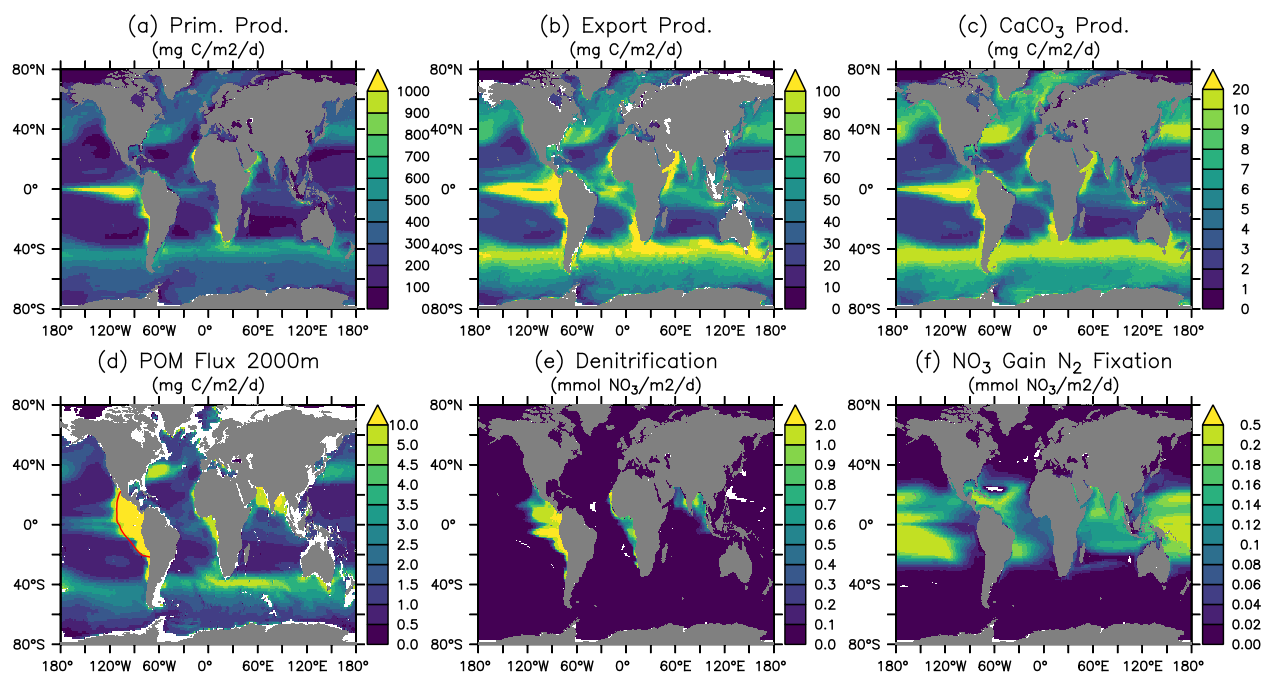 (a) Prim. Prod.
(mg C/m2/d)
80°N
40°N
0°
40°S
80°S
180°
120°W
60°W
0°
60°E
120°E
180°
1000
900
800
700
600
500
400
300
200
100
0
(b) Export Prod.
(mg C/m2/d)
80°N
40°N
0°
40°S
80°S
180°
120°W
60°W
0°
60°E
120°E
180°
100
90
80
70
60
50
40
30
20
10
0
(c) CaCO₃ Prod.
(mg C/m2/d)
80°N
40°N
0°
40°S
80°S
180°
120°W
60°W
0°
60°E
120°E
180°
20
10
9
8
7
6
5
4
3
2
1
0
(d) POM Flux 2000m
(mg C/m2/d)
80°N
40°N
0°
40°S
80°S
180°
120°W
60°W
0°
60°E
120°E
180°
10.0
5.0
4.5
4.0
3.5
3.0
2.5
2.0
1.5
1.0
0.5
0.0
(e) Denitrification
(mmol NO₃/m2/d)
80°N
40°N
0°
40°S
80°S
180°
120°W
60°W
0°
60°E
120°E
180°
2.0
1.0
0.9
0.8
0.7
0.6
0.5
0.4
0.3
0.2
0.1
0.0
(f) NO₃ Gain N₂ Fixation
(mmol NO₃/m2/d)
80°N
40°N
0°
40°S
80°S
180°
120°W
60°W
0°
60°E
120°E
180°
0.5
0.2
0.18
0.16
0.14
0.12
0.1
0.08
0.06
0.04
0.02
0.00